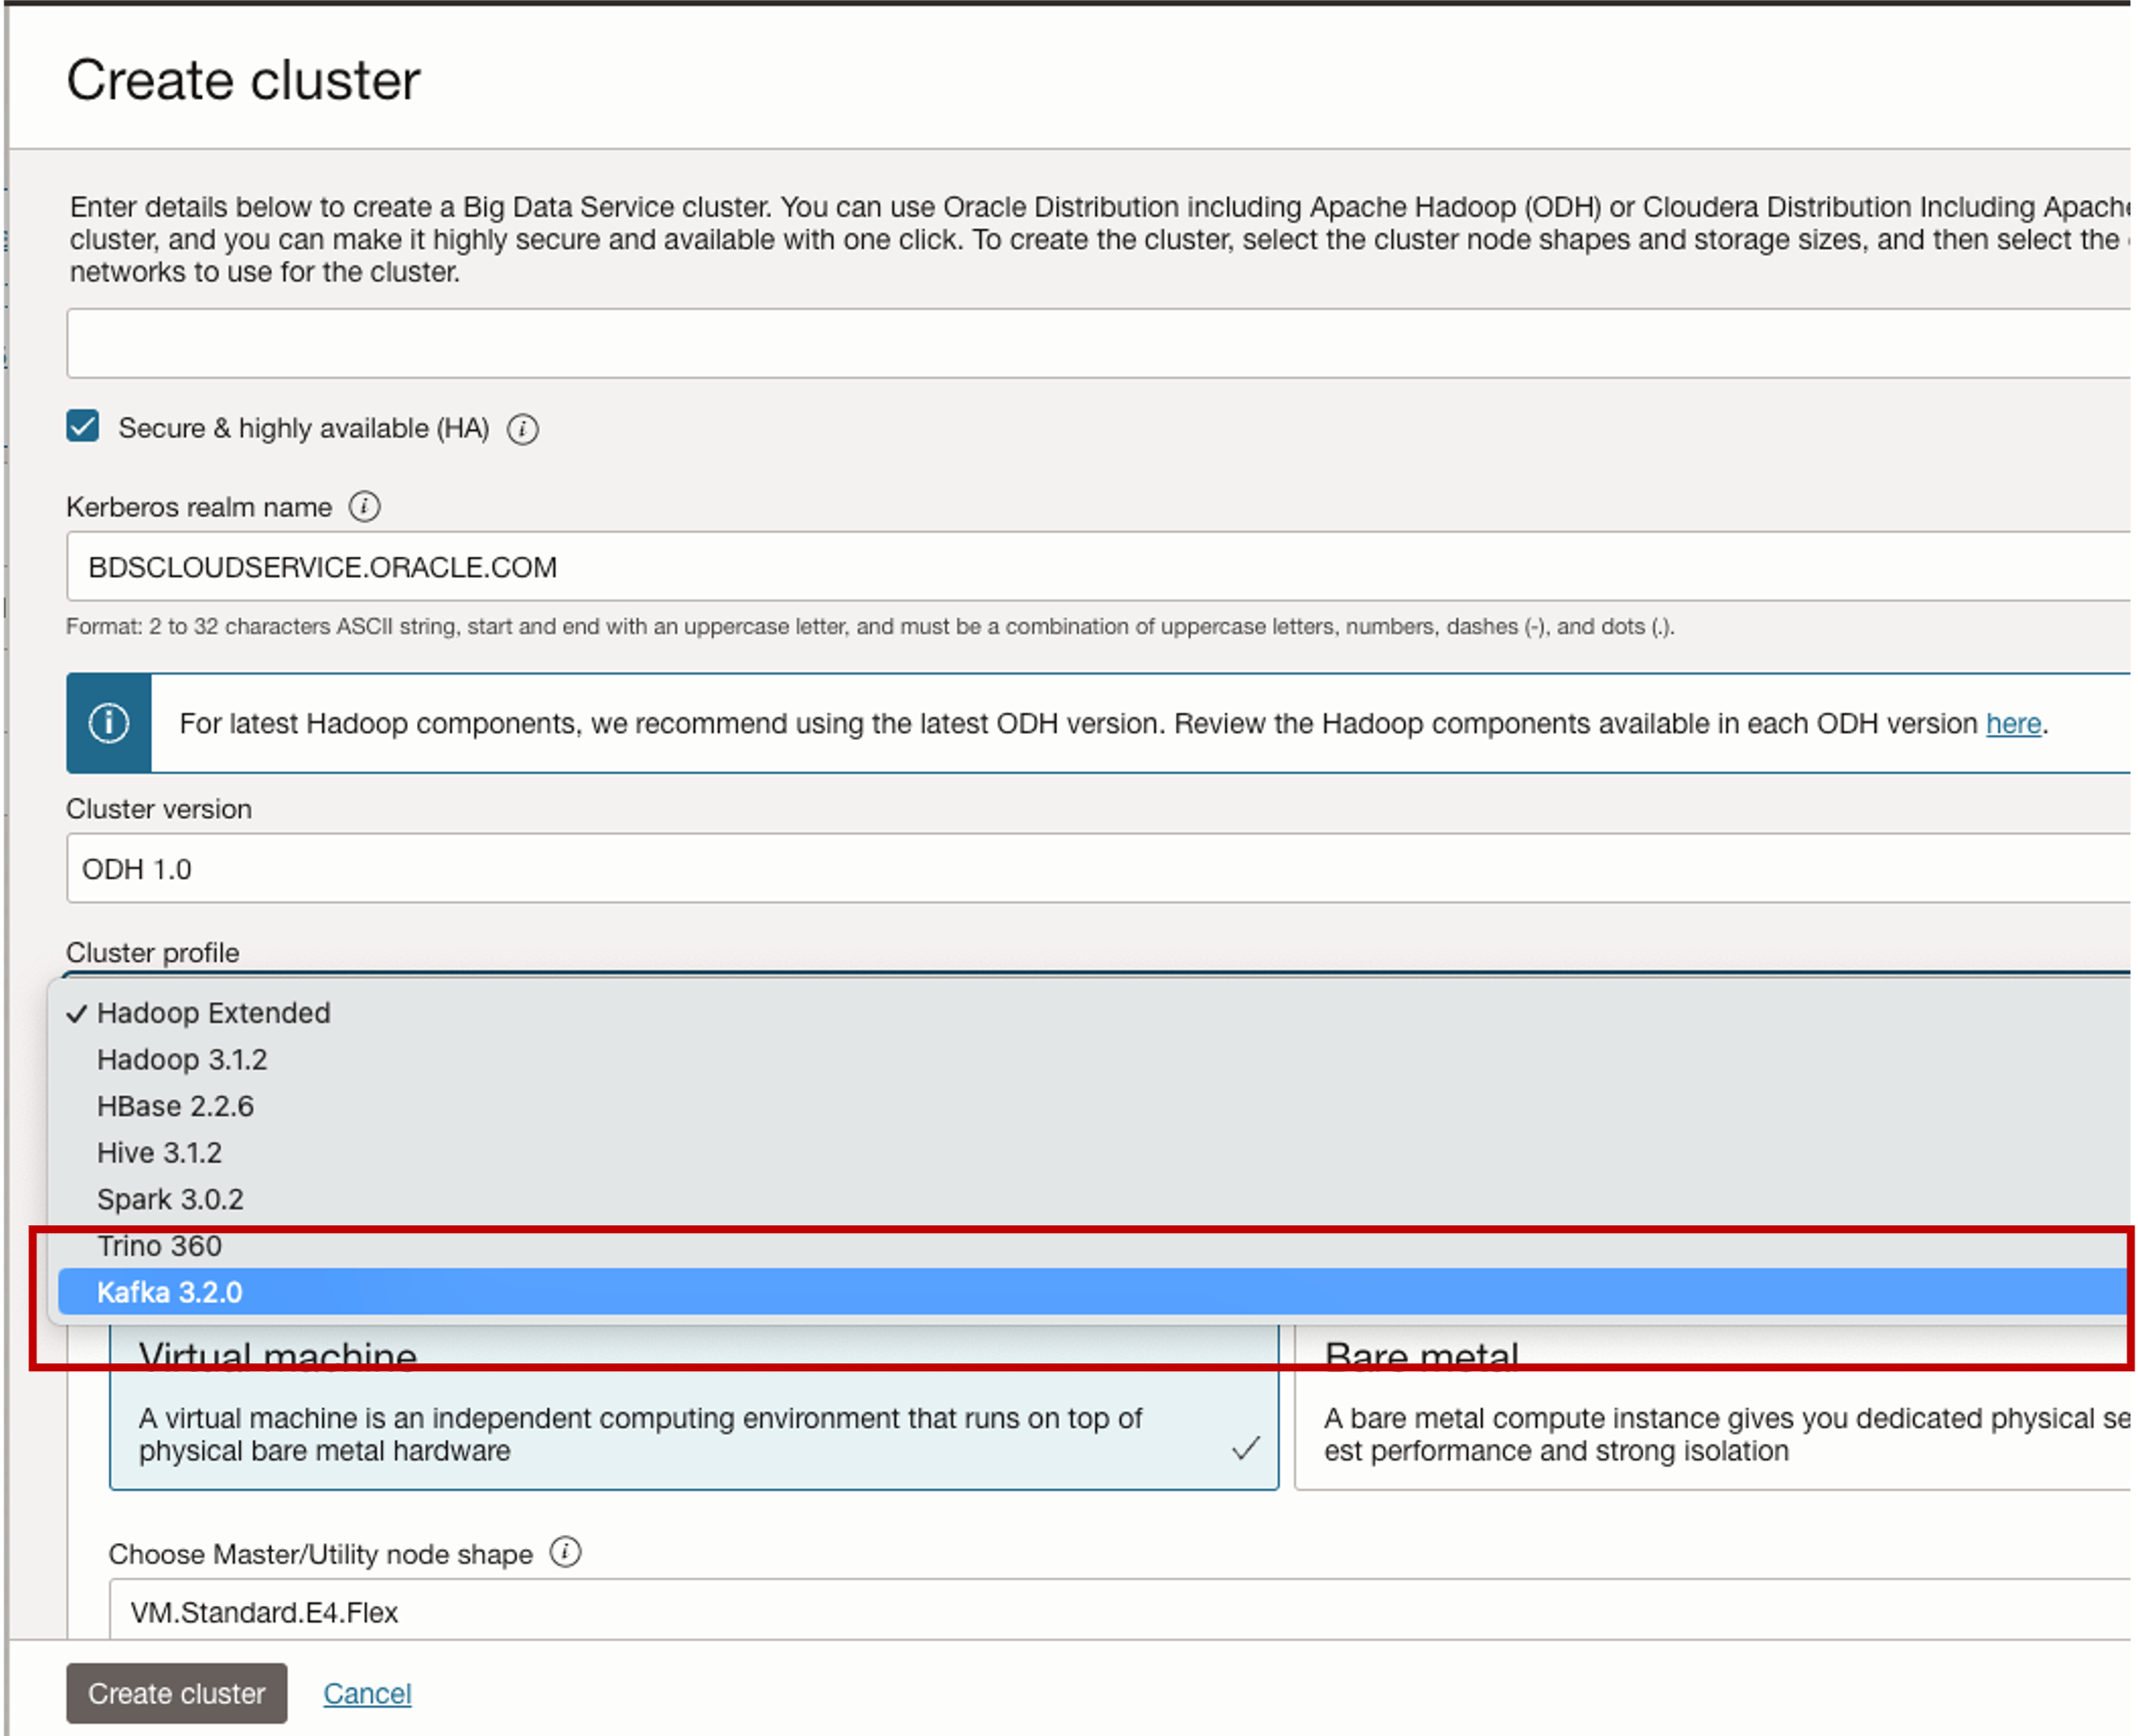 Create cluster
Enter details below to create a Big Data Service cluster. You can use Oracle Distribution including Apache Hadoop (ODH) or Cloudera Distribution Including
cluster, and you can make it highly secure and available with one click. To create the cluster, select the cluster node shapes and storage sizes, and then select the
networks to use for the cluster.
Secure & highly available (HA)
Kerberos realm name
BDSCLOUDSERVICE.ORACLE.COM
Format: 2 to 32 characters ASCII string, start and end with an uppercase letter, and must be a combination of uppercase letters, numbers, dashes (-), and dots (.).
For latest Hadoop components, we recommend using the latest ODH version. Review the Hadoop components available in each ODH version here.
Cluster version
ODH 1.0
Cluster profile
Hadoop Extended
Hadoop 3.1.2
HBase 2.2.6
Hive 3.1.2
Spark 3.0.2
Trino 360
Kafka 3.2.0
Virtual machine
Bare metal
A virtual machine is an independent computing environment that runs on top of
physical bare metal hardware
A bare metal compute instance gives you dedicated physical
est performance and strong isolation
Choose Master/Utility node shape
VM.Standard.E4.Flex
Create cluster
Cancel